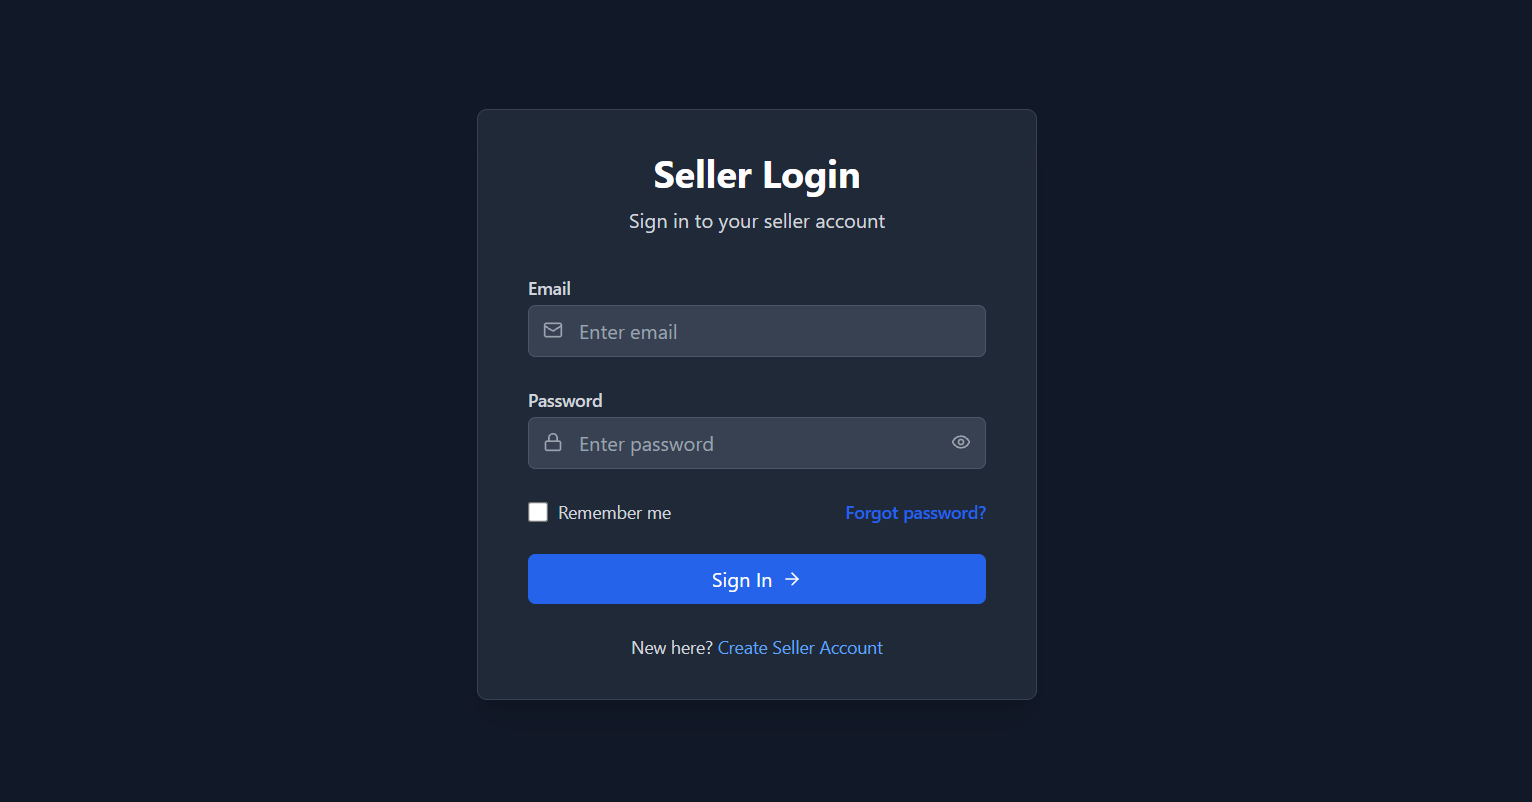 Seller Login
Sign in to your seller account
Email
Enter email
Password
Enter password
Remember me
Forgot password?
Sign In
New here? Create Seller Account